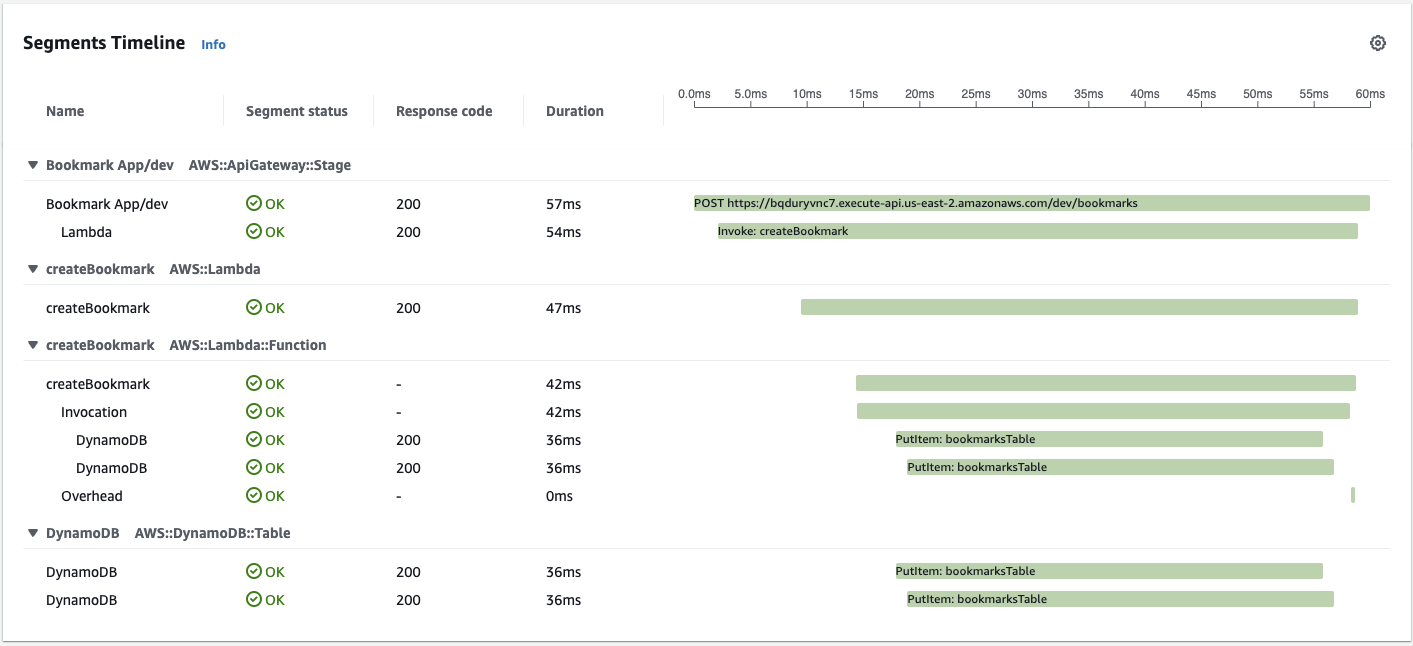 Segments Timeline Info
0.0ms 5.0ms 10ms 15ms 20ms 25ms 30ms 35ms 40ms 45ms 50ms 55ms 60ms
Name Segment status Response code Duration
Bookmark App/dev AWS::ApiGateway::Stage
Bookmark App/dev OK 200 57ms POST https://bqduryvnc7.execute-api.us-east-2.amazonaws.com/dev/bookmarks
Lambda OK 200 54ms Invoke: createBookmark
createBookmark AWS::Lambda
createBookmark OK 200 47ms
createBookmark AWS::Lambda::Function
createBookmark OK - 42ms
Invocation OK - 42ms
DynamoDB OK 200 36ms PutItem: bookmarksTable
DynamoDB OK 200 36ms PutItem: bookmarksTable
Overhead OK - 0ms
DynamoDB AWS::DynamoDB::Table
DynamoDB OK 200 36ms PutItem: bookmarksTable
DynamoDB OK 200 36ms PutItem: bookmarksTable